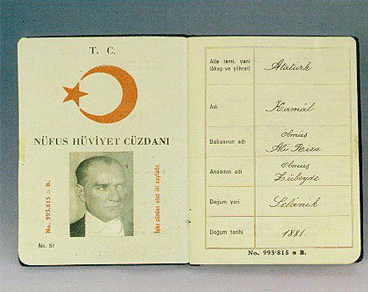 T. C.
NÜFUS HÜVİYET CÜZDANI
No. 993.815 a B.
No. 51
Aile ismi, yani
lâkap ve şöhreti
Atatürk
Adı
Kamâl
Babasının adı
Ölmüş
Ali Riza
Anasının adı
Ölmüş
Zübeyde
Doğum yeri
Selânik
Doğum tarihi
1881
No. 993-815 a B.